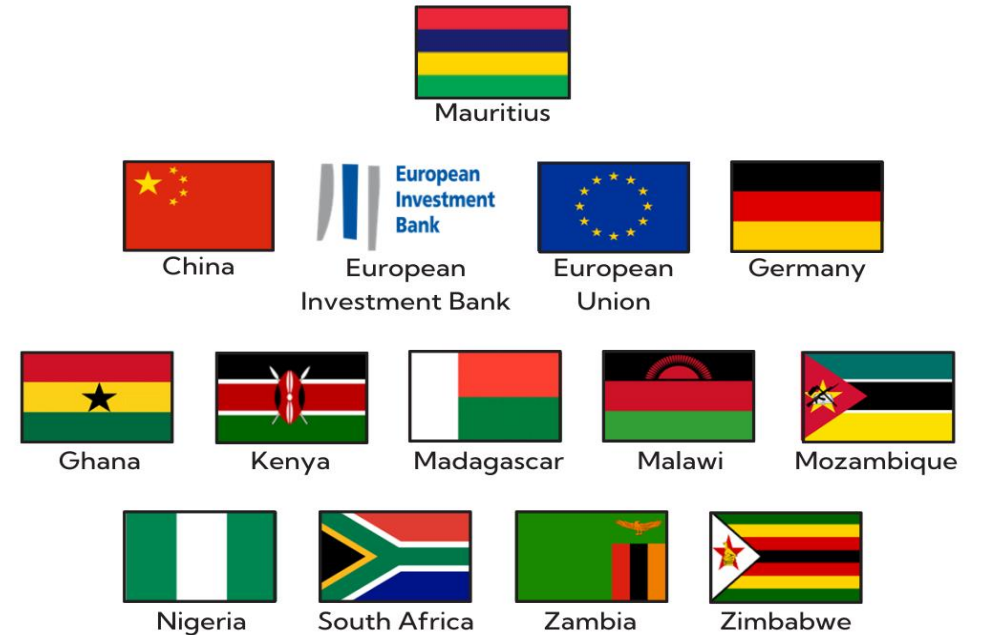 Mauritius
European
Investment
Bank
China
European
Investment Bank
European
Union
Germany
Ghana
Kenya
Madagascar
Malawi
Mozambique
Nigeria
South Africa
Zambia
Zimbabwe